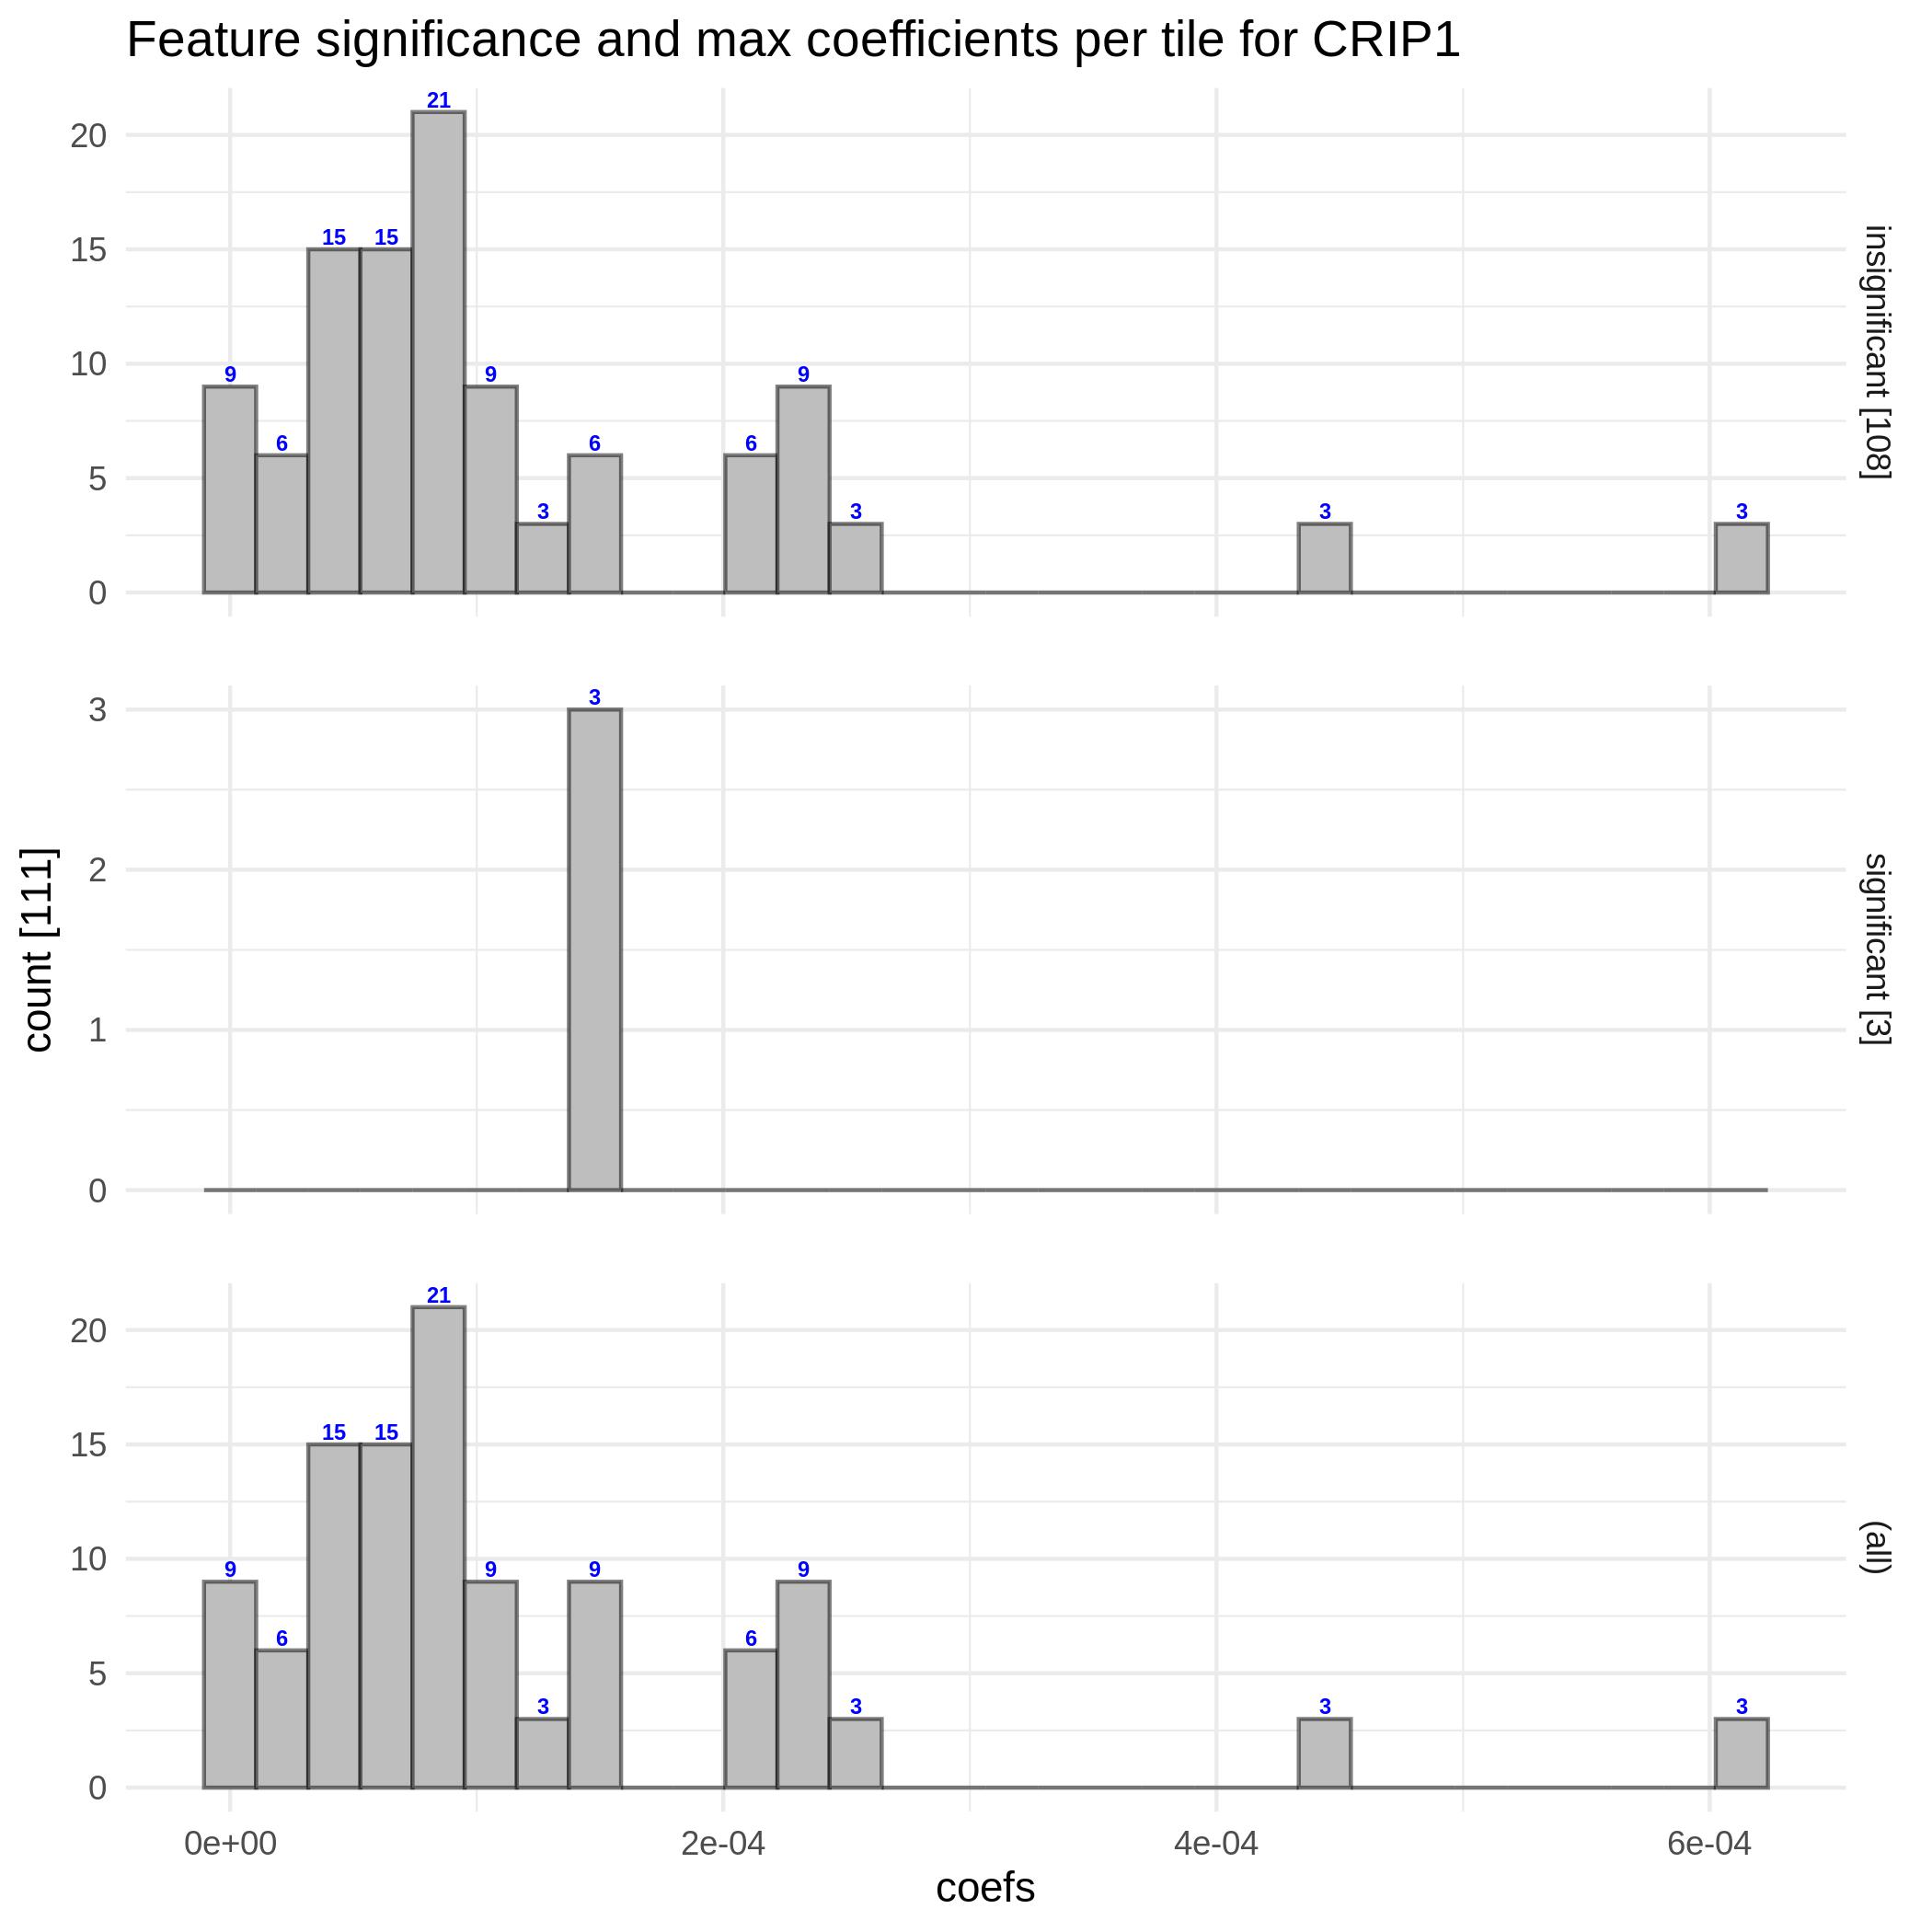 Feature significance and max coefficients per tile for CRIP1
21
20
15 15
15
10
9 9 9
6 6 6
5
3 3 3 3
0
insignificant [108]
3
3
2
1
0
significant [3]
count [111]
21
20
15 15
15
10
9 9 9 9
6 6
5
3 3 3 3
0
(all)
0e+00 2e-04 4e-04 6e-04
coefs